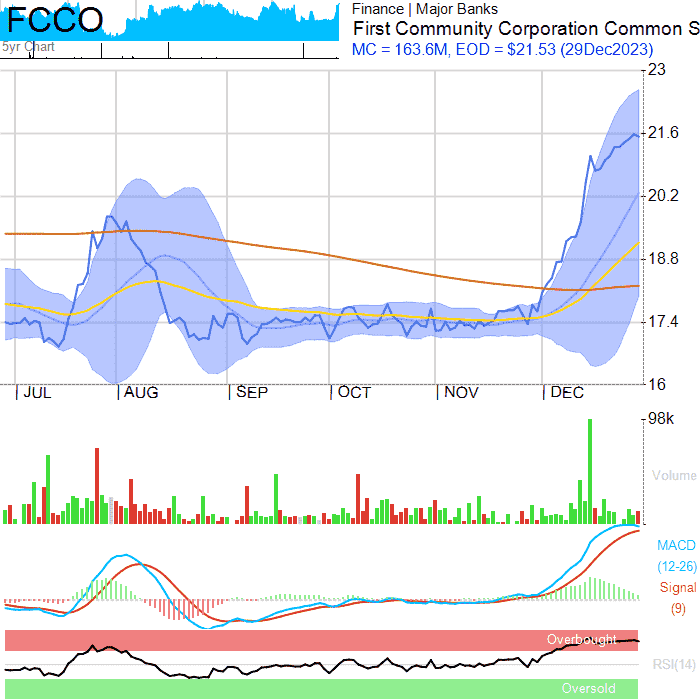 FCCO
5yr Chart
Finance | Major Banks
First Community Corporation Common S
MC = 163.6M, EOD = $21.53 (29Dec2023)
23
21.6
20.2
18.8
17.4
16
JUL AUG SEP OCT NOV DEC
98k
Volume
MACD
(12-26)
Signal
(9)
Overbought
RSI(14)
Oversold